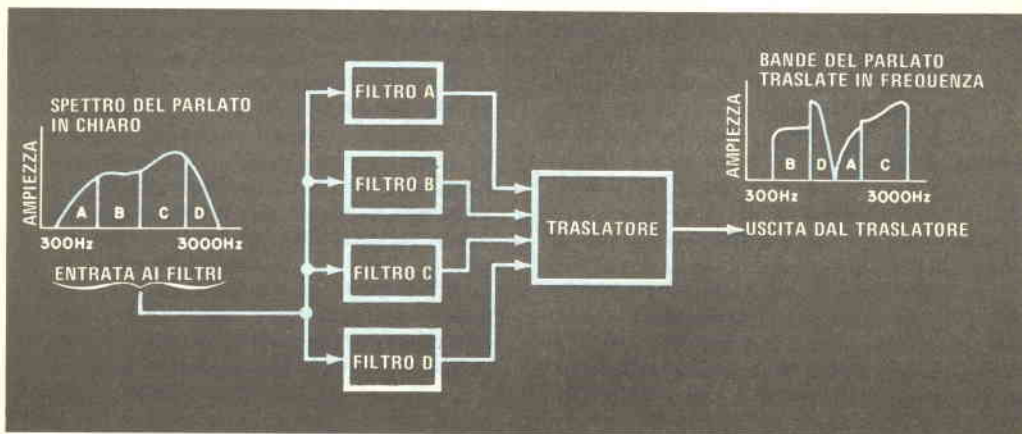 SPETTRO DEL PARLATO
IN CHIARO
AMPIEZZA
A B C D
300Hz 3000Hz
ENTRATA AI FILTRI
FILTRO A
FILTRO B
FILTRO C
FILTRO D
TRASLATORE
BANDE DEL PARLATO
TRASLATE IN FREQUENZA
AMPIEZZA
B D A C
300Hz 3000Hz
USCITA DAL TRASLATORE